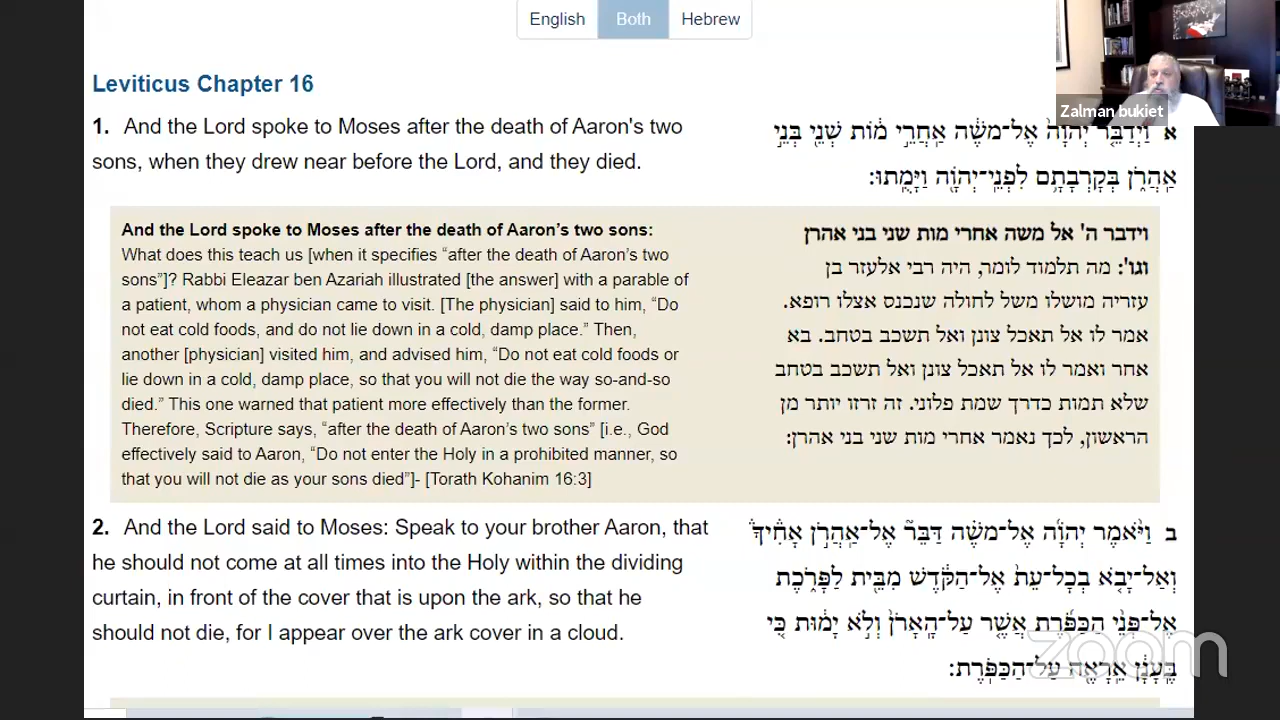 English Both Hebrew
Zalman bukiet
Leviticus Chapter 16
1. And the Lord spoke to Moses after the death of Aaron's two
sons, when they drew near before the Lord, and they died.
א וַיְדַבֵּ֤ר יְהֹוָה֙ אֶל־משֶׁ֔ה אַֽחֲרֵ֣י מ֔וֹת שְׁנֵ֖י בְּנֵ֣י
אַֽהֲרֹ֑ן בְּקָרְבָתָ֥ם לִפְנֵֽי־יְהֹוָ֖ה וַיָּמֻֽתוּ:
And the Lord spoke to Moses after the death of Aaron’s two sons:
What does this teach us [when it specifies “after the death of Aaron’s two
sons”]? Rabbi Eleazar ben Azariah illustrated [the answer] with a parable of
a patient, whom a physician came to visit. [The physician] said to him, “Do
not eat cold foods, and do not lie down in a cold, damp place.” Then,
another [physician] visited him, and advised him, “Do not eat cold foods or
lie down in a cold, damp place, so that you will not die the way so-and-so
died.” This one warned that patient more effectively than the former.
Therefore, Scripture says, “after the death of Aaron’s two sons” [i.e., God
effectively said to Aaron, “Do not enter the Holy in a prohibited manner, so
that you will not die as your sons died”]- [Torath Kohanim 16:3]
וידבר ה' אל משה אחרי מות שני בני אהרן
וגו': מה תלמוד לומר, היה רבי אלעזר בן
עזריה מושלו משל לחולה שנכנס אצלו רופא.
אמר לו אל תאכל צונן ואל תשכב בטחב. בא
אחר ואמר לו אל תאכל צונן ואל תשכב בטחב
שלא תמות כדרך שמת פלוני. זה זרזו יותר מן
הראשון, לכך נאמר אחרי מות שני בני אהרן:
2. And the Lord said to Moses: Speak to your brother Aaron, that
he should not come at all times into the Holy within the dividing
curtain, in front of the cover that is upon the ark, so that he
should not die, for I appear over the ark cover in a cloud.
ב וַיֹּ֨אמֶר יְהֹוָ֜ה אֶל־משֶׁ֗ה דַּבֵּר֘ אֶל־אַֽהֲרֹ֣ן אָחִ֒יךָ֒
וְאַל־יָבֹ֤א בְכָל־עֵת֙ אֶל־הַקֹּ֔דֶשׁ מִבֵּ֖ית לַפָּרֹ֑כֶת
אֶל־פְּנֵ֨י הַכַּפֹּ֜רֶת אֲשֶׁ֤ר עַל־הָֽאָרֹן֙ וְלֹ֣א יָמ֔וּת כִּ֚י
בֶּֽעָנָ֔ן אֵֽרָאֶ֖ה עַל־הַכַּפֹּֽרֶת:
zoom